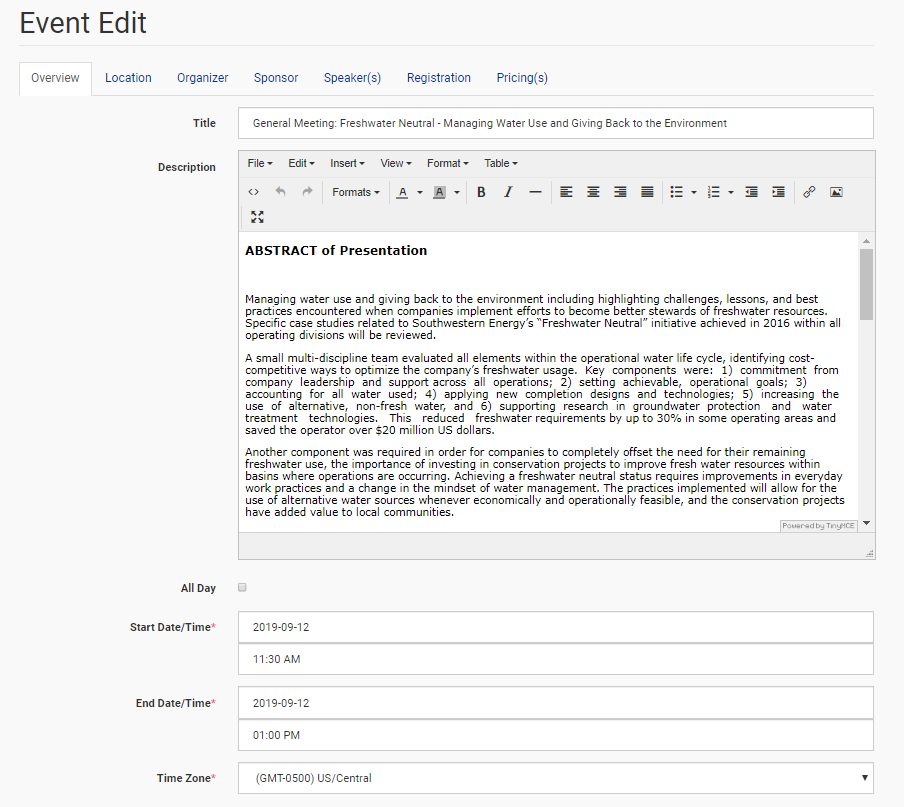 Event Edit
Overview Location Organizer Sponsor Speaker(s) Registration Pricing(s)
Title General Meeting: Freshwater Neutral - Managing Water Use and Giving Back to the Environment
Description File Edit Insert View Format Table
Formats A A B I
ABSTRACT of Presentation
Managing water use and giving back to the environment including highlighting challenges, lessons, and best
practices encountered when companies implement efforts to become better stewards of freshwater resources.
Specific case studies related to Southwestern Energy's “Freshwater Neutral” initiative achieved in 2016 within all
operating divisions will be reviewed.
A small multi-discipline team evaluated all elements within the operational water life cycle, identifying cost-
competitive ways to optimize the company's freshwater usage. Key components were: 1) commitment from
company leadership and support across all operations; 2) setting achievable, operational goals; 3)
accounting for all water used; 4) applying new completion designs and technologies; 5) increasing the
use of alternative, non-fresh water, and 6) supporting research in groundwater protection and water
treatment technologies. This reduced freshwater requirements by up to 30% in some operating areas and
saved the operator over $20 million US dollars.
Another component was required in order for companies to completely offset the need for their remaining
freshwater use, the importance of investing in conservation projects to improve fresh water resources within
basins where operations are occurring. Achieving a freshwater neutral status requires improvements in everyday
work practices and a change in the mindset of water management. The practices implemented will allow for the
use of alternative water sources whenever economically and operationally feasible, and the conservation projects
have added value to local communities.
Powered by TinyMCE
All Day
Start Date/Time* 2019-09-12
11:30 AM
End Date/Time* 2019-09-12
01:00 PM
Time Zone* (GMT-0500) US/Central